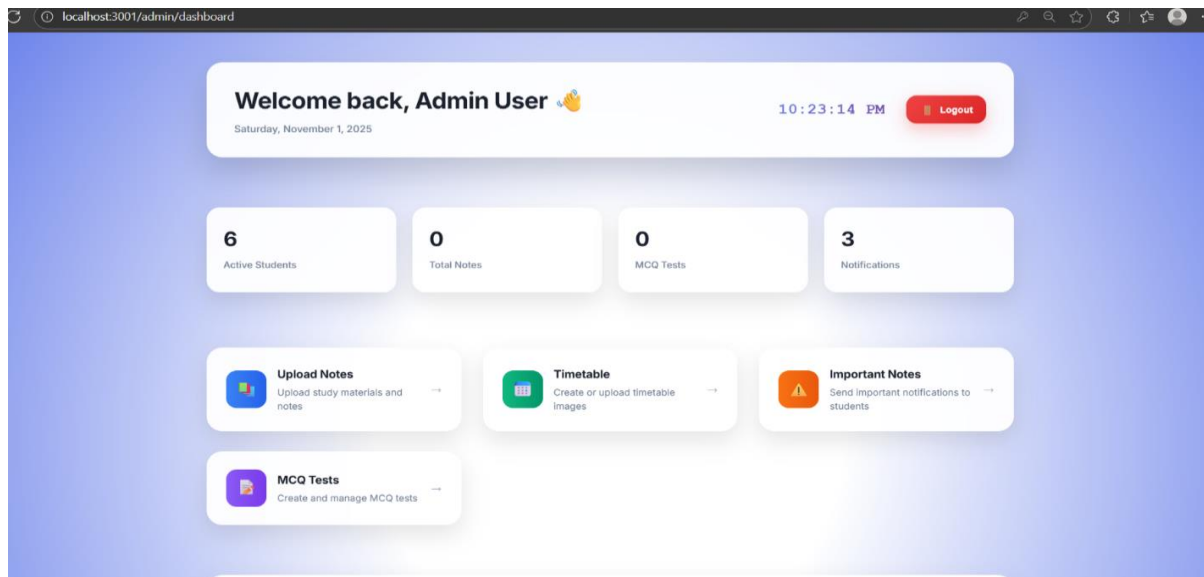 localhost:3001/admin/dashboard
Welcome back, Admin User 👋
Saturday, November 1, 2025
10:23:14 PM
Logout
6
Active Students
0
Total Notes
0
MCQ Tests
3
Notifications
Upload Notes
Upload study materials and
notes
→
Timetable
Create or upload timetable
images
→
Important Notes
Send important notifications to
students
→
MCQ Tests
Create and manage MCQ tests
→